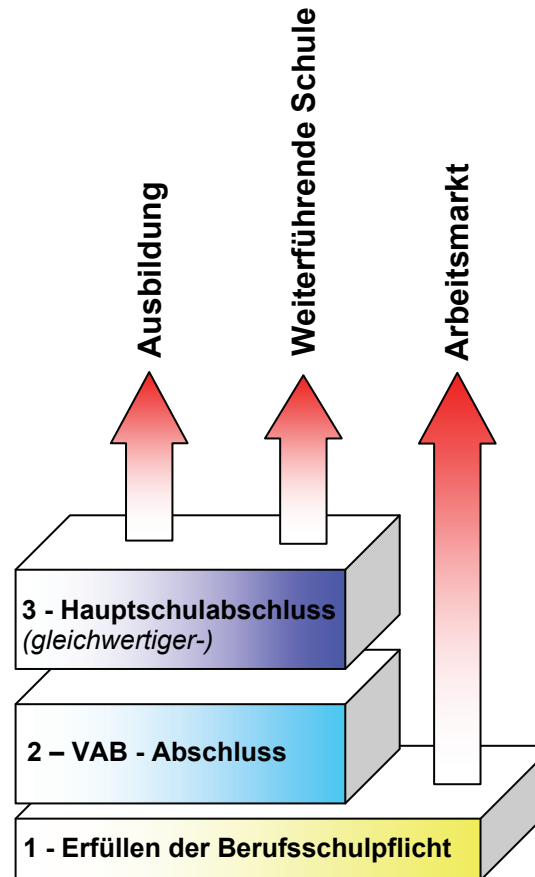 Ausbildung
Weiterführende Schule
Arbeitsmarkt
3 - Hauptschulabschluss
(gleichwertiger-)
2 – VAB - Abschluss
1 - Erfüllen der Berufsschulpflicht